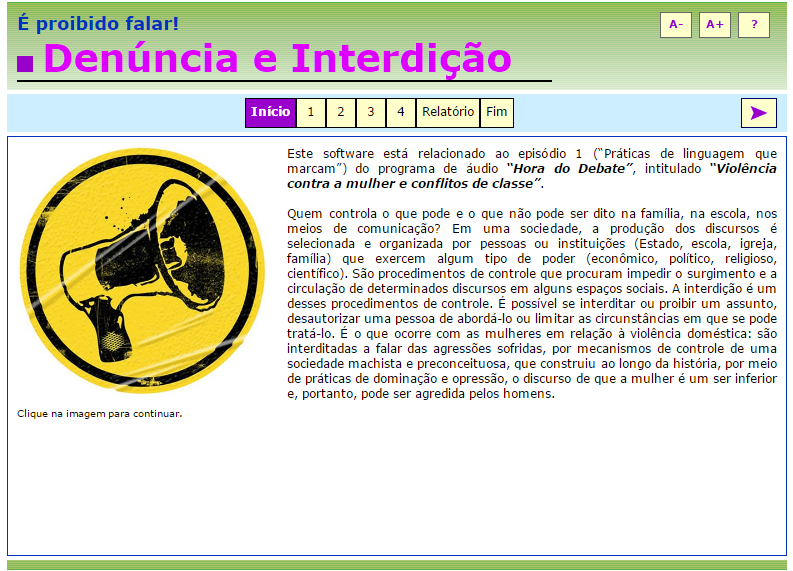 É proibido falar!
A- A+ ?
Denúncia e Interdição
Início 1 2 3 4 Relatório Fim
Este software está relacionado ao episódio 1 (“Práticas de linguagem que
marcam”) do programa de áudio “Hora do Debate”, intitulado “Violência
contra a mulher e conflitos de classe”.
Quem controla o que pode e o que não pode ser dito na família, na escola, nos
meios de comunicação? Em uma sociedade, a produção dos discursos é
selecionada e organizada por pessoas ou instituições (Estado, escola, igreja,
família) que exercem algum tipo de poder (econômico, político, religioso,
científico). São procedimentos de controle que procuram impedir o surgimento e a
circulação de determinados discursos em alguns espaços sociais. A interdição é um
desses procedimentos de controle. É possível se interditar ou proibir um assunto,
desautorizar uma pessoa de abordá-lo ou limitar as circunstâncias em que se pode
tratá-lo. É o que ocorre com as mulheres em relação à violência doméstica: são
interditadas a falar das agressões sofridas, por mecanismos de controle de uma
sociedade machista e preconceituosa, que construiu ao longo da história, por meio
de práticas de dominação e opressão, o discurso de que a mulher é um ser inferior
e, portanto, pode ser agredida pelos homens.
Clique na imagem para continuar.